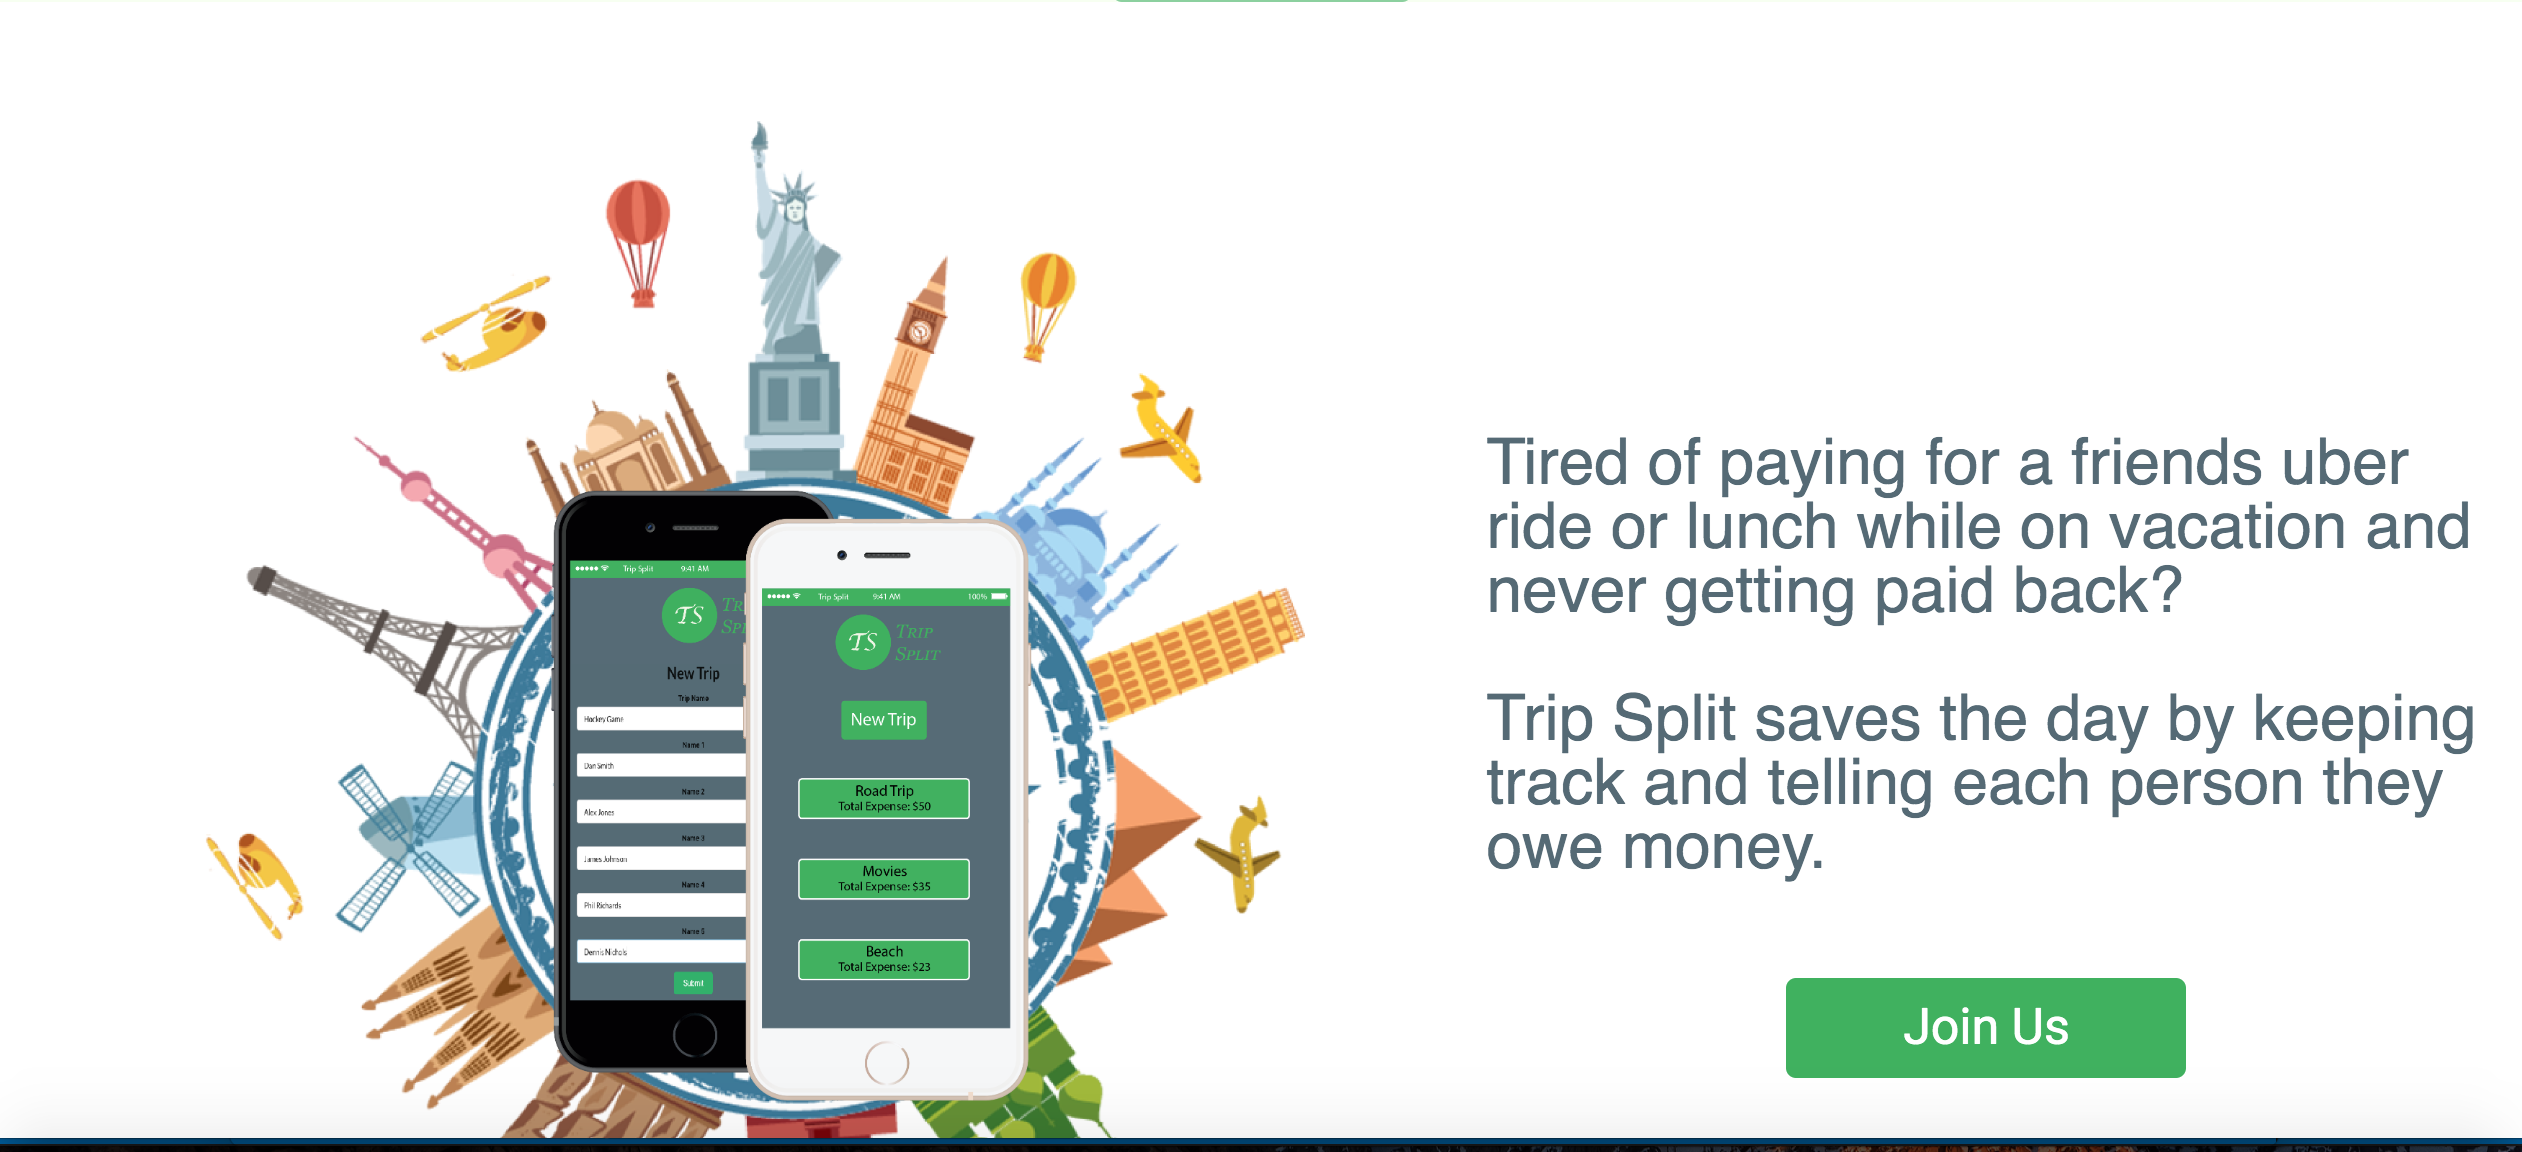 Trip Split 9:41 AM
TS
New Trip
Trip Name
Hockey Game
Name 1
Dan Smith
Name 2
Alex Jones
Name 3
James Johnson
Name 4
Phil Richards
Name 5
Dennis Nichols
Submit
Trip Split 9:41 AM 100%
TS TRIP
SPLIT
New Trip
Road Trip
Total Expense: $50
Movies
Total Expense: $35
Beach
Total Expense: $23
Tired of paying for a friends uber
ride or lunch while on vacation and
never getting paid back?
Trip Split saves the day by keeping
track and telling each person they
owe money.
Join Us